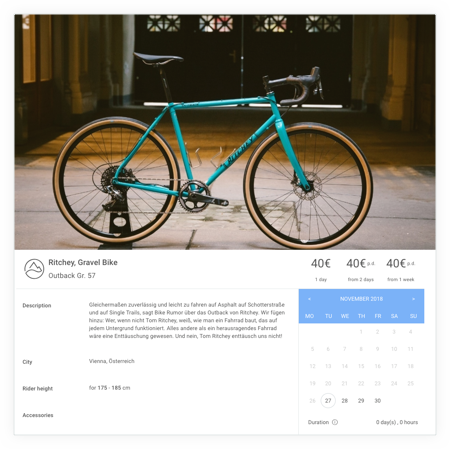 RITCHEY
Ritchey, Gravel Bike
Outback Gr. 57
40€ 40€ p.d. 40€ p.d.
1 day from 2 days from 1 week
Description
Gleichermaßen zuverlässig und leicht zu fahren auf Asphalt auf Schotterstraße
und auf Single Trails, sagt Bike Rumor über das Outback von Ritchey. Wir fügen
hinzu: Wer, wenn nicht Tom Ritchey, weiß, wie man ein Fahrrad baut, das auf
jedem Untergrund funktioniert. Alles andere als ein herausragendes Fahrrad
wäre eine Enttäuschung gewesen. Und nein, Tom Ritchey enttäusch uns nicht!
City
Vienna, Österreich
Rider height
for 175 - 185 cm
Accessories
NOVEMBER 2018
MO TU WE TH FR SA SU
1 2 3 4
5 6 7 8 9 10 11
12 13 14 15 16 17 18
19 20 21 22 23 24 25
26 27 28 29 30
Duration 0 day(s) , 0 hours